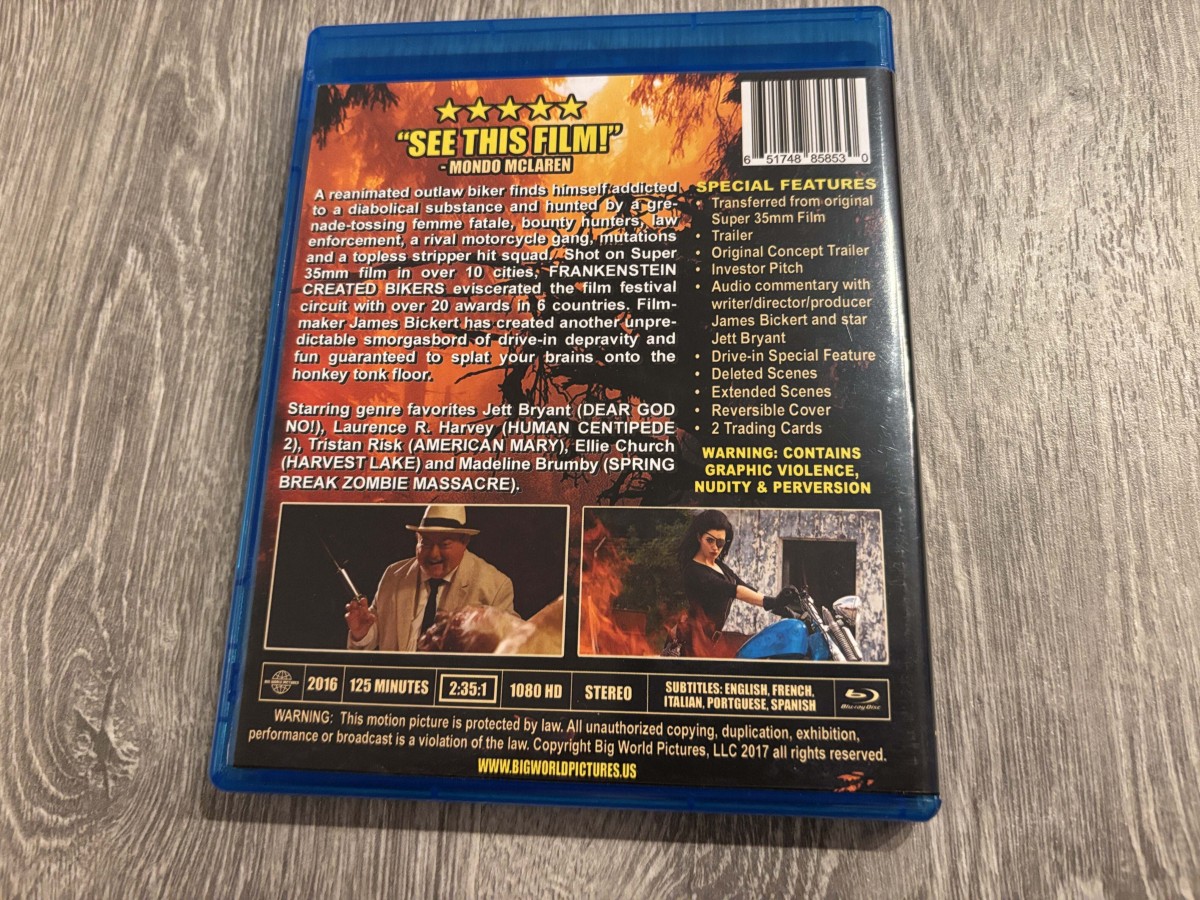 "SEE THIS FILM!"
- MONDO MCLAREN
A reanimated outlaw biker finds himself addicted
to a diabolical substance and hunted by a gre-
nade-tossing femme fatale, bounty hunters, law
enforcement, a rival motorcycle gang, mutations
and a topless stripper hit squad. Shot on Super
35mm film in over 10 cities, FRANKENSTEIN
CREATED BIKERS eviscerated the film festival
circuit with over 20 awards in 6 countries. Film-
maker James Bickert has created another unpre-
dictable smorgasbord of drive-in depravity and
fun guaranteed to splat your brains onto the
honkey tonk floor.
Starring genre favorites Jett Bryant (DEAR GOD
NO!), Laurence R. Harvey (HUMAN CENTIPEDE
2), Tristan Risk (AMERICAN MARY), Ellie Church
(HARVEST LAKE) and Madeline Brumby (SPRING
BREAK ZOMBIE MASSACRE).
6 51748 85853 0
SPECIAL FEATURES
• Transferred from original
Super 35mm Film
• Trailer
• Original Concept Trailer
• Investor Pitch
• Audio commentary with
writer/director/producer
James Bickert and star
Jett Bryant
• Drive-in Special Feature
• Deleted Scenes
• Extended Scenes
• Reversible Cover
• 2 Trading Cards
WARNING: CONTAINS
GRAPHIC VIOLENCE,
NUDITY & PERVERSION
BIG WORLD PICTURES
2016
125 MINUTES
2:35:1
1080 HD
STEREO
SUBTITLES: ENGLISH, FRENCH,
ITALIAN, PORTGUESE, SPANISH
Blu-ray Disc
WARNING: This motion picture is protected by law. All unauthorized copying, duplication, exhibition,
performance or broadcast is a violation of the law. Copyright Big World Pictures, LLC 2017 all rights reserved.
WWW.BIGWORLDPICTURES.US